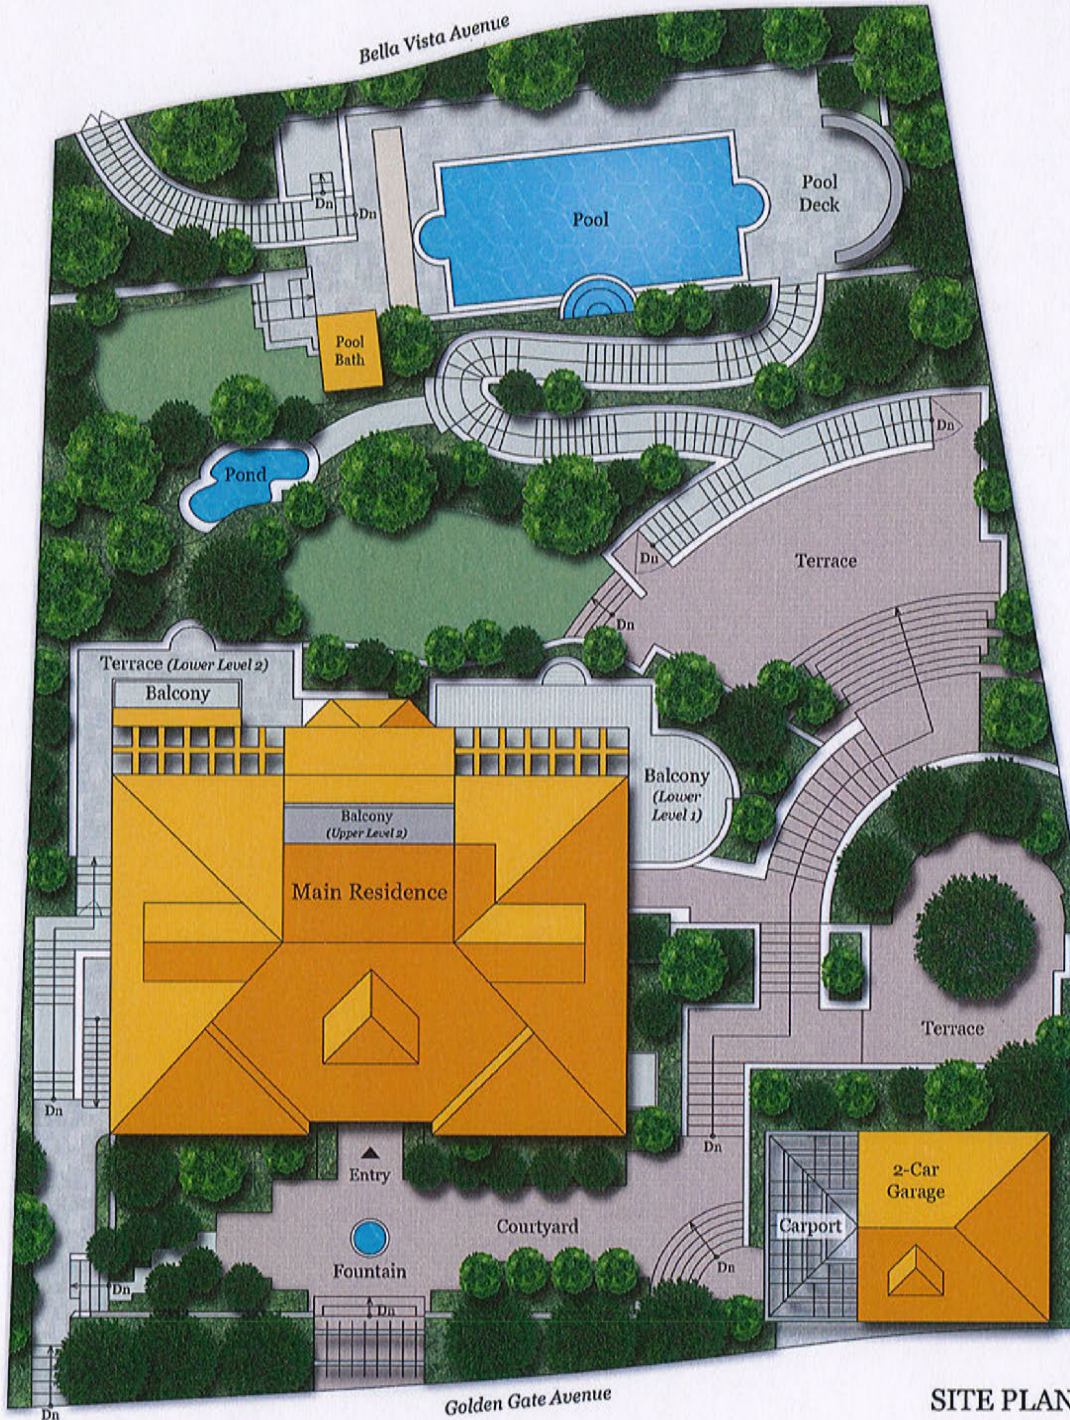 Bella Vista Avenue
Dn
Dn
Pool
Pool
Deck
Pool
Bath
Dn
Pond
Dn
Terrace
Dn
Terrace (Lower Level 2)
Balcony
Balcony
(Lower
Level 1)
Balcony
(Upper Level 2)
Main Residence
Terrace
Dn
Dn
Entry
2-Car
Garage
Courtyard
Carport
Fountain
Dn
Dn
Dn
Golden Gate Avenue
SITE PLAN
Dn